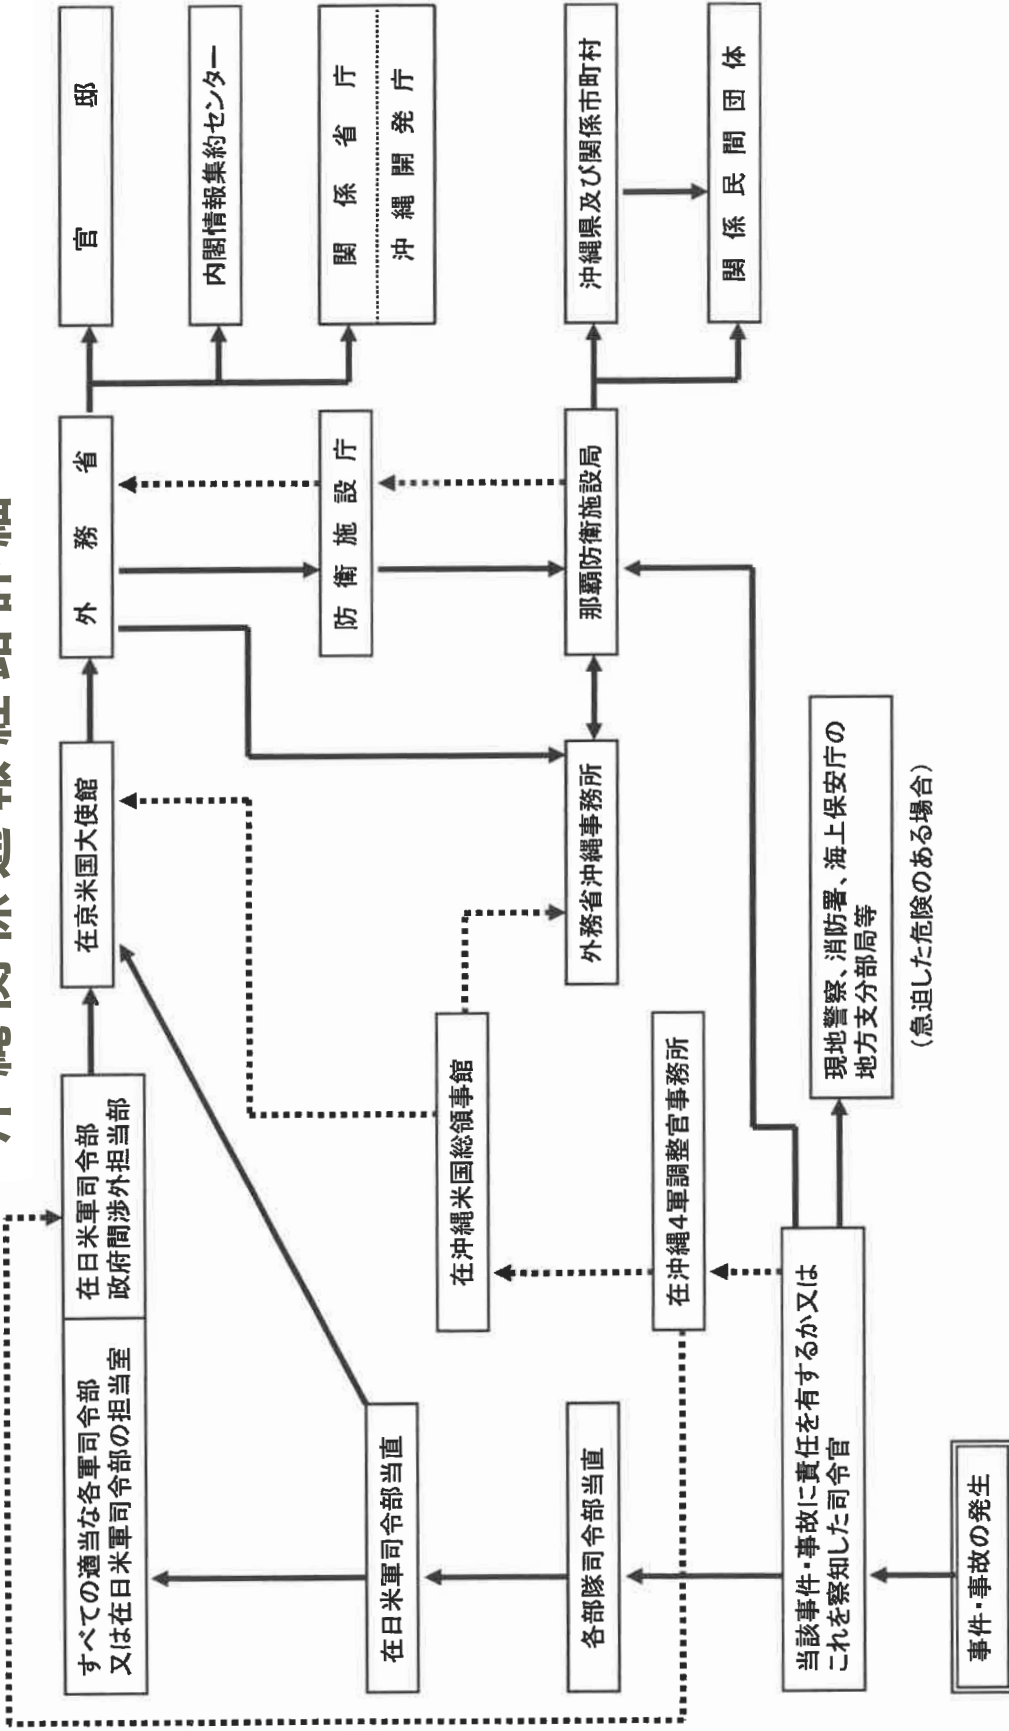 すべての適当な各軍司令部
又は在日米軍司令部の担当室
在日米軍司令部
政府間渉外担当部
在京米国大使館
外務省
官邸
内閣情報集約センター
関係省庁
沖縄開発庁
防衛施設庁
在日米軍司令部当直
在沖縄米国総領事館
各部隊司令部当直
外務省沖縄事務所
那覇防衛施設局
沖縄県及び関係市町村
在沖縄4軍調整官事務所
関係民間団体
当該事件・事故に責任を有するか又は
これを察知した司令官
現地警察、消防署、海上保安庁の
地方支分部局等
(急迫した危険のある場合)
事件・事故の発生